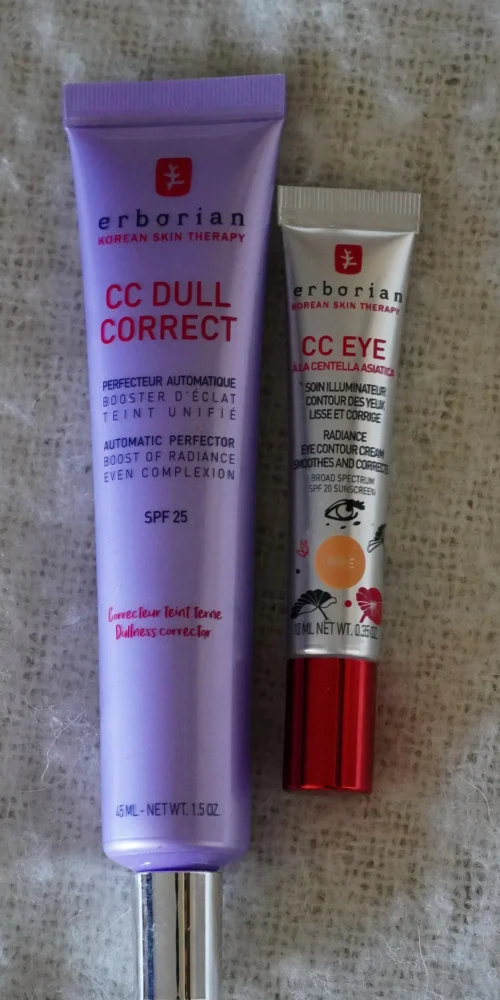 erborian
KOREAN SKIN THERAPY
CC DULL
CORRECT
PERFECTEUR AUTOMATIQUE
BOOSTER D'ÉCLAT
TEINT UNIFIÉ
AUTOMATIC PERFECTOR
BOOST OF RADIANCE
EVEN COMPLEXION
SPF 25
Correcteur teint terne
Dullness corrector
45 ML - NET WT. 1.5 OZ.
erborian
KOREAN SKIN THERAPY
CC EYE
À LA CENTELLA ASIATICA
SOIN ILLUMINATEUR
CONTOUR DES YEUX
LISSE ET CORRIGE
RADIANCE
EYE CONTOUR CREAM
SMOOTHES AND CORRECTS
BROAD SPECTRUM
SPF 20 SUNSCREEN
10 ML NET WT. 0.35 OZ.